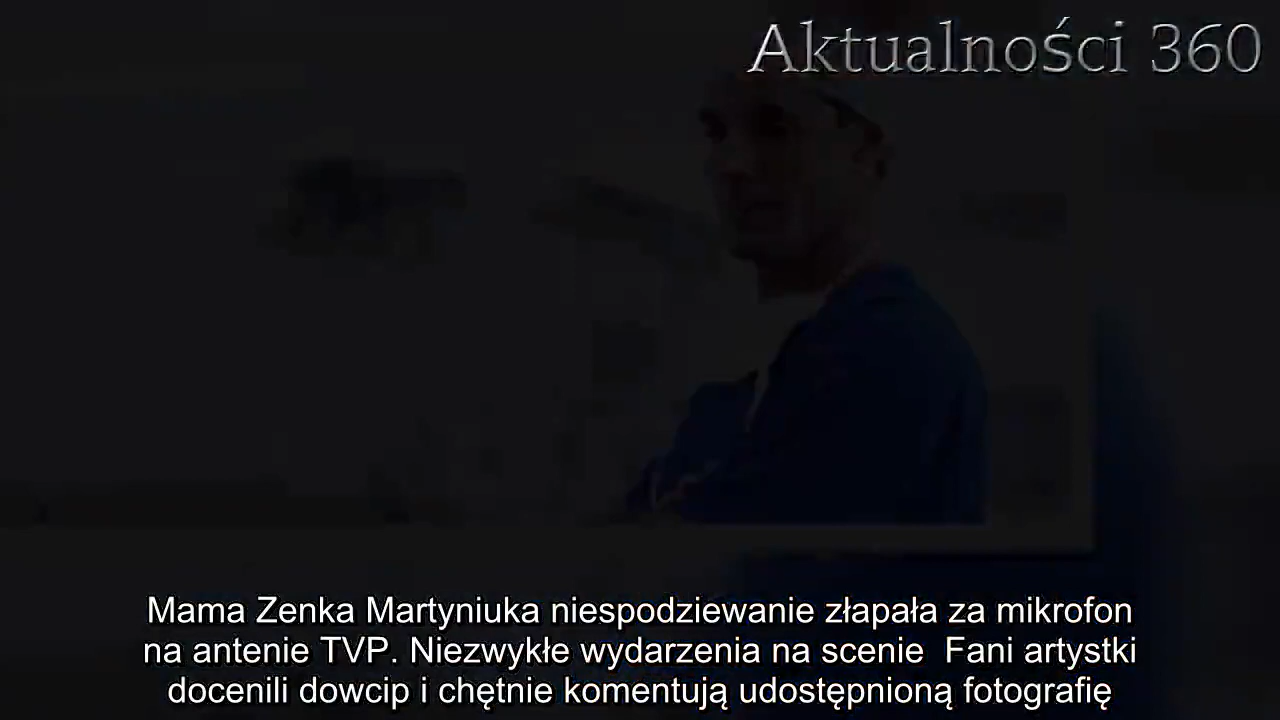 Aktualności 360
Mama Zenka Martyniuka niespodziewanie złapała za mikrofon
na antenie TVP. Niezwykłe wydarzenia na scenie  Fani artystki
docenili dowcip i chętnie komentują udostępnioną fotografię